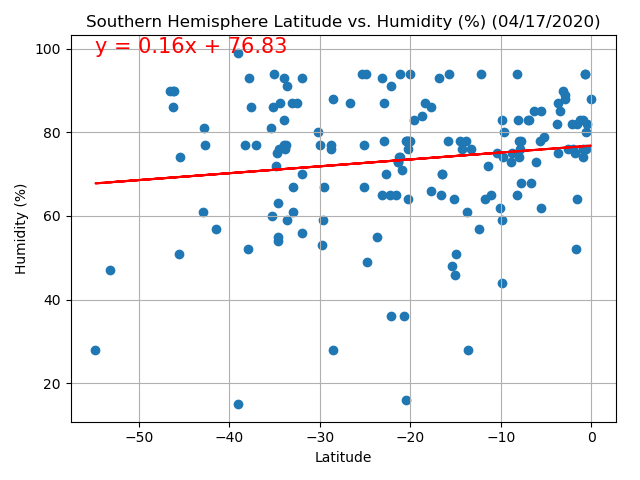 Southern Hemisphere Latitude vs. Humidity (%) (04/17/2020)
y = 0.16x + 76.83
100
80
60
40
20
Humidity (%)
−50 −40 −30 −20 −10 0
Latitude